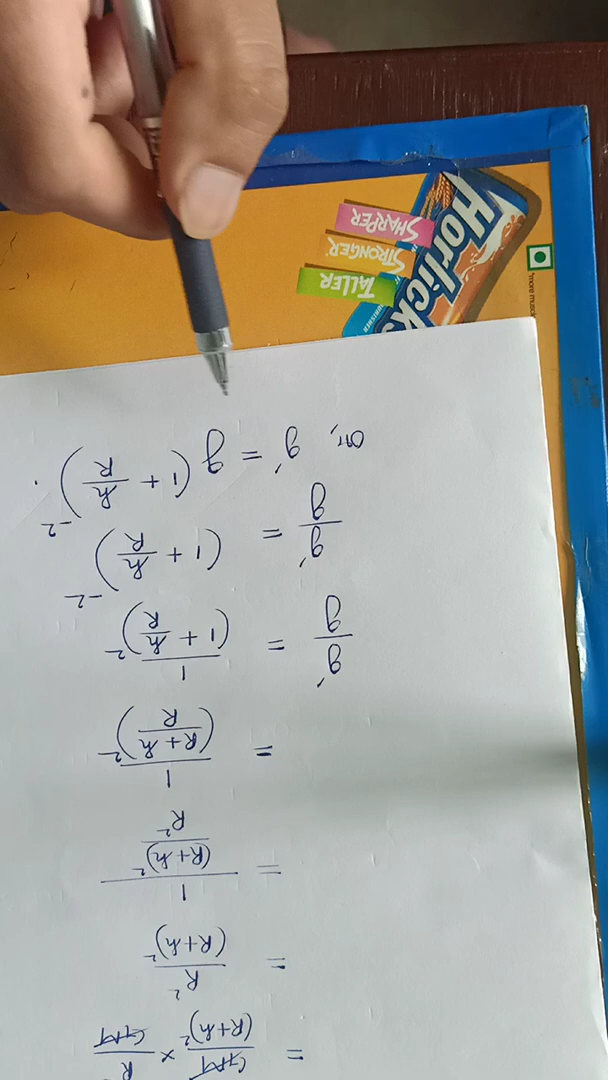 = GM/(R+h)² × R/GM
= R²/(R+h)²
= 1/((R+h)²/R²)
= 1/((R+h)/R)²
g'/g = 1/(1 + h/R)²
g'/g = (1 + h/R)⁻²
or, g' = g(1 + h/R)⁻² .
Horlicks
TALLER
STRONGER
SHARPER